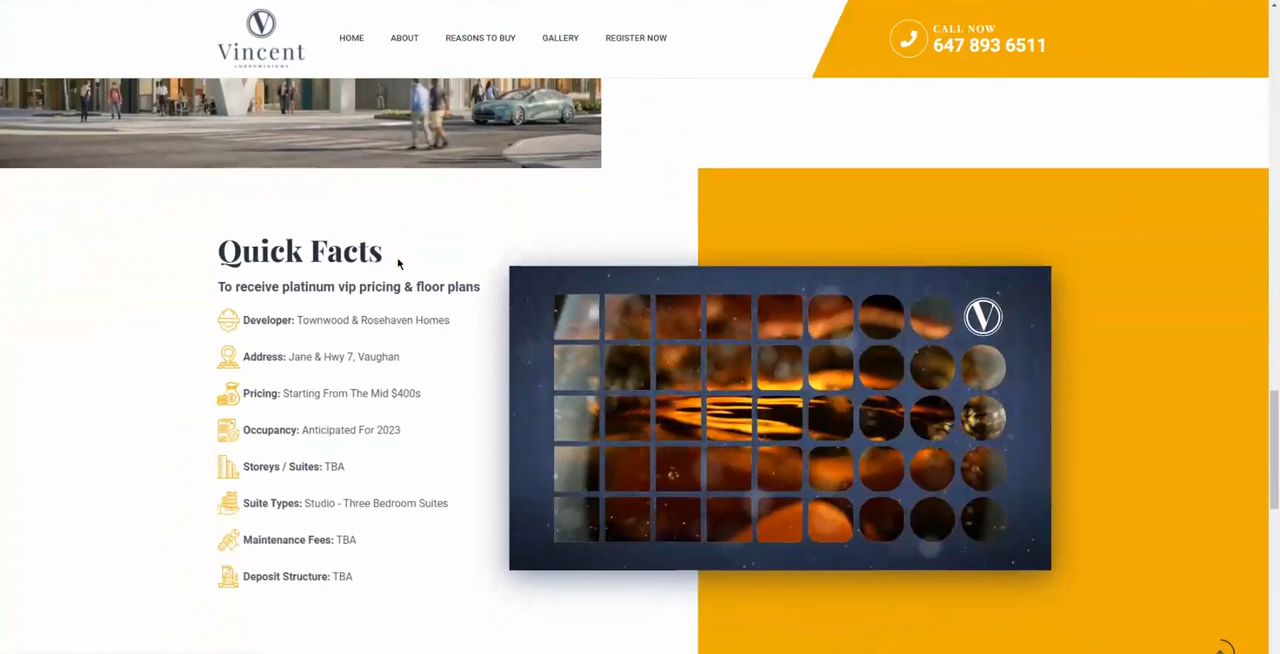 Vincent
CONDOMINIUMS
HOME
ABOUT
REASONS TO BUY
GALLERY
REGISTER NOW
CALL NOW
647 893 6511
Quick Facts
To receive platinum vip pricing & floor plans
Developer: Townwood & Rosehaven Homes
Address: Jane & Hwy 7, Vaughan
Pricing: Starting From The Mid $400s
Occupancy: Anticipated For 2023
Storeys / Suites: TBA
Suite Types: Studio - Three Bedroom Suites
Maintenance Fees: TBA
Deposit Structure: TBA
V